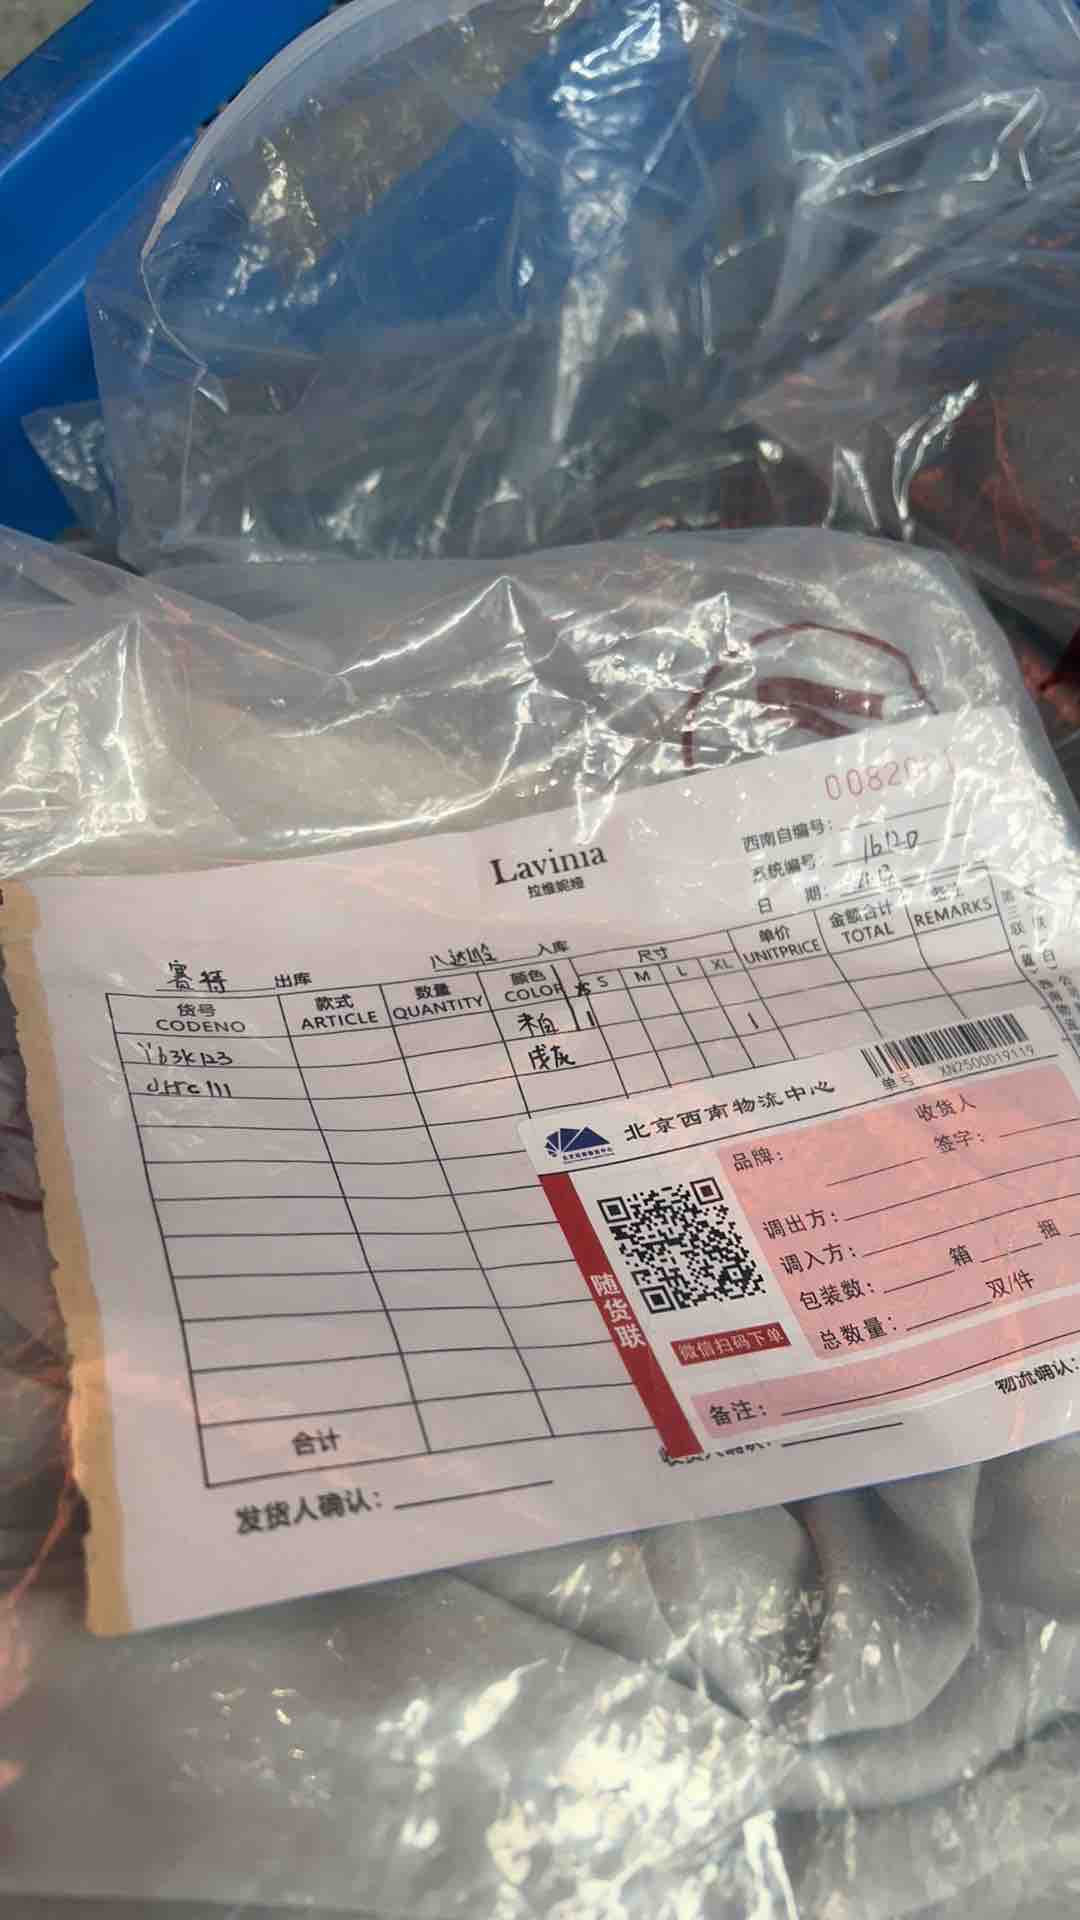 Lavinia
拉维妮娅
西南自编号:
系统编号: 16120
日 期:
赛特 出库 八达岭 入库
货号 款式 数量 颜色 尺寸 单价 金额合计
CODENO ARTICLE QUANTITY COLOR XS S M L XL UNITPRICE TOTAL REMARKS
Yb3K123 米白 1 1
111 浅灰
合计
发货人确认:
北京西南物流中心
单号 XN2500019119
收货人
品牌: 签字:
调出方:
调入方:
包装数: 箱 捆
总数量: 双/件
随货联
微信扫码下单
备注:
物流确认: